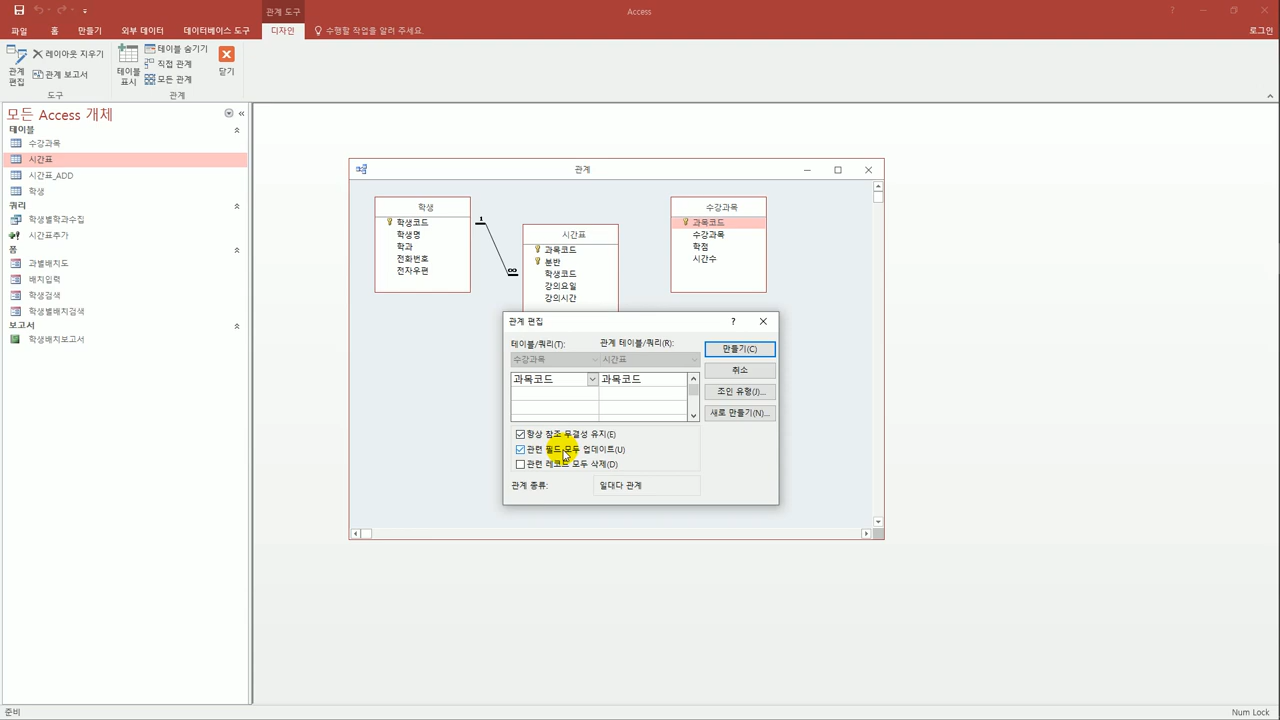 관계 도구
Access
파일
홈
만들기
외부 데이터
데이터베이스 도구
디자인
수행할 작업을 알려 주세요.
로그인
관계
편집
레이아웃 지우기
관계 보고서
테이블
표시
테이블 숨기기
직접 관계
모든 관계
닫기
도구
관계
모든 Access 개체
테이블
수강과목
시간표
시간표_ADD
학생
쿼리
학생별학과수집
시간표추가
폼
과별배치도
배치입력
학생검색
학생별배치검색
보고서
학생배치보고서
관계
학생
학생코드
학생명
학과
전화번호
전자우편
1
∞
시간표
과목코드
분반
학생코드
강의요일
강의시간
수강과목
과목코드
수강과목
학점
시간수
관계 편집
?
테이블/쿼리(T):
관계 테이블/쿼리(R):
수강과목
시간표
과목코드
과목코드
만들기(C)
취소
조인 유형(J)...
새로 만들기(N)...
항상 참조 무결성 유지(E)
관련 필드 모두 업데이트(U)
관련 레코드 모두 삭제(D)
관계 종류:
일대다 관계
준비
Num Lock